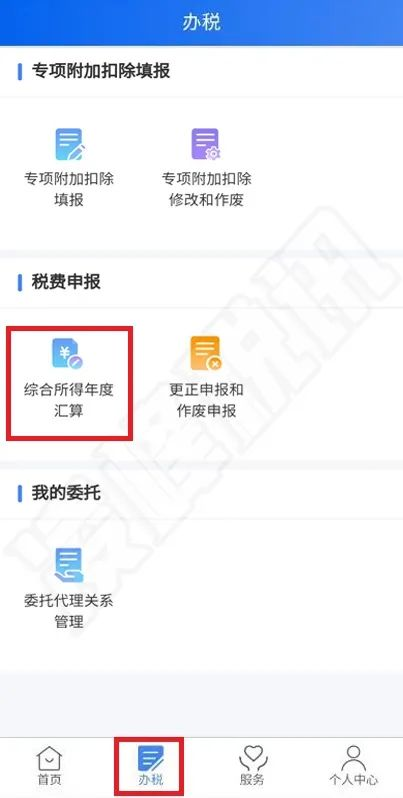 办税
专项附加扣除填报
专项附加扣除
填报
专项附加扣除
修改和作废
税费申报
¥
综合所得年度
汇算
更正申报和
作废申报
我的委托
委托代理关系
管理
首页
办税
服务
个人中心